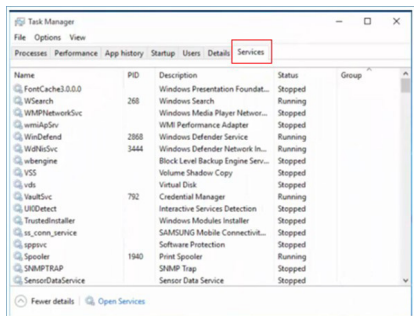 Task Manager
File Options View
Processes Performance App history Startup Users Details Services
Name PID Description Status Group
FontCache3.0.0.0 Windows Presentation Foundat... Stopped
WSearch 268 Windows Search Running
WMPNetworkSvc Windows Media Player Networ... Stopped
wmiApSrv WMI Performance Adapter Stopped
WinDefend 2868 Windows Defender Service Running
WdNisSvc 3444 Windows Defender Network In... Running
wbengine Block Level Backup Engine Serv... Stopped
VSS Volume Shadow Copy Stopped
vds Virtual Disk Stopped
VaultSvc 792 Credential Manager Running
UI0Detect Interactive Services Detection Stopped
TrustedInstaller Windows Modules Installer Stopped
ss_conn_service SAMSUNG Mobile Connectivit... Stopped
sppsvc Software Protection Stopped
Spooler 1940 Print Spooler Running
SNMPTRAP SNMP Trap Stopped
SensorDataService Sensor Data Service Stopped
Fewer details Open Services